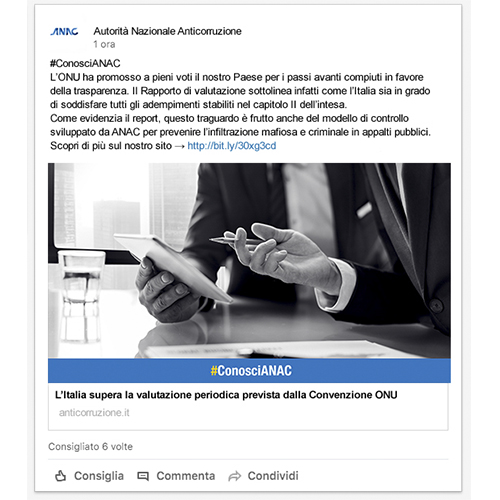 ANAC
Autorità Nazionale Anticorruzione
1 ora
#ConosciANAC
L'ONU ha promosso a pieni voti il nostro Paese per i passi avanti compiuti in favore
della trasparenza. Il Rapporto di valutazione sottolinea infatti come l'Italia sia in grado
di soddisfare tutti gli adempimenti stabiliti nel capitolo II dell'intesa.
Come evidenzia il report, questo traguardo è frutto anche del modello di controllo
sviluppato da ANAC per prevenire l'infiltrazione mafiosa e criminale in appalti pubblici.
Scopri di più sul nostro sito → http://bit.ly/30xg3cd
#ConosciANAC
L'Italia supera la valutazione periodica prevista dalla Convenzione ONU
anticorruzione.it
Consigliato 6 volte
Consiglia Commenta Condividi